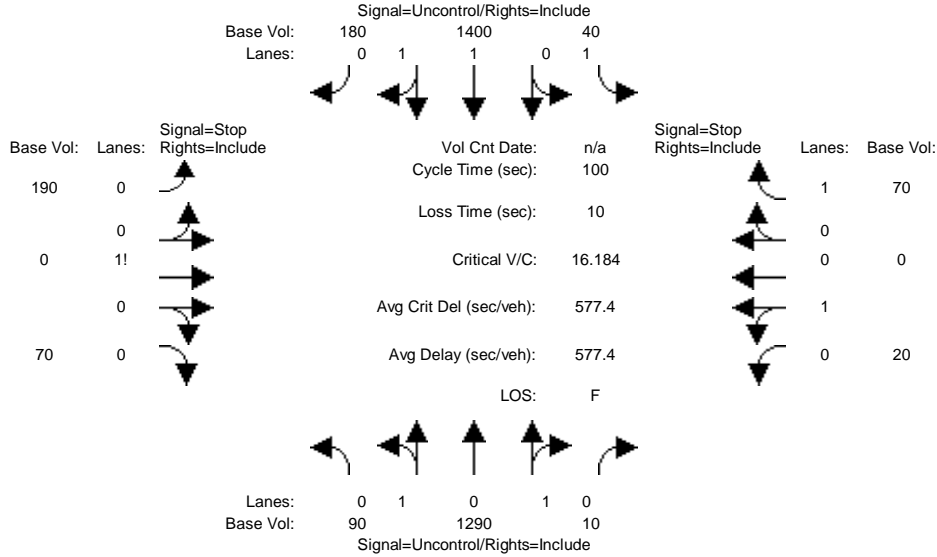 Signal=Uncontrol/Rights=Include
Base Vol: 180 1400 40
Lanes: 0 1 1 0 1
Signal=Stop Signal=Stop
Base Vol: Lanes: Rights=Include Vol Cnt Date: n/a Rights=Include Lanes: Base Vol:
Cycle Time (sec): 100
190 0 1 70
Loss Time (sec): 10
0 0
0 1! Critical V/C: 16.184 0 0
0 Avg Crit Del (sec/veh): 577.4 1
70 0 Avg Delay (sec/veh): 577.4 0 20
LOS: F
Lanes: 0 1 0 1 0
Base Vol: 90 1290 10
Signal=Uncontrol/Rights=Include